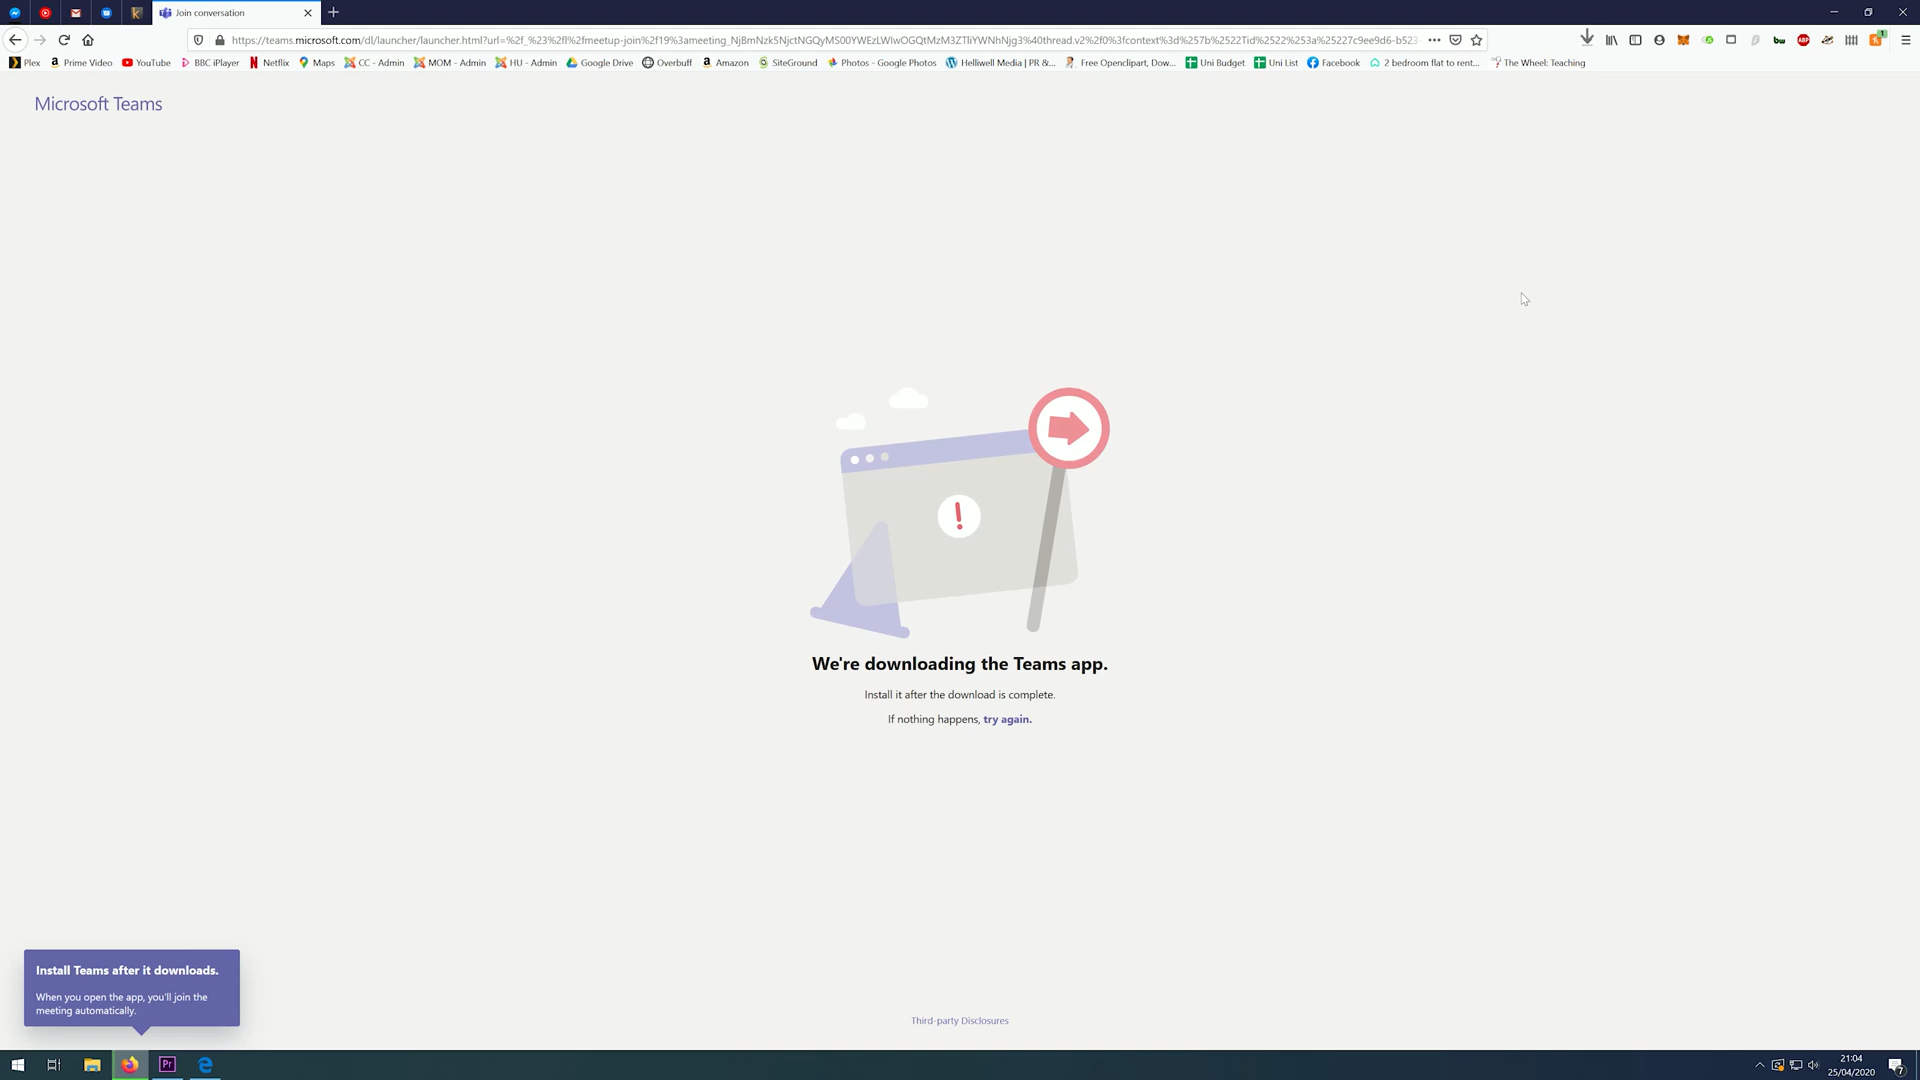 Join conversation
https://teams.microsoft.com/dl/launcher/launcher.html?url=%2f_%23%2fl%2fmeetup-join%2f19%3ameeting_NjBmNzk5NjctNGQyMS00YWEzLWIwOGQtMzM3ZTliYWNhNjg3%40thread.v2%2f0%3fcontext%3d%257b%2522Tid%2522%253a%25227c9ee9d6-b523
Plex Prime Video YouTube BBC iPlayer Netflix Maps CC - Admin MOM - Admin HU - Admin Google Drive Overbuff Amazon SiteGround Photos - Google Photos Helliwell Media | PR &... Free Openclipart, Dow... Uni Budget Uni List Facebook 2 bedroom flat to rent... The Wheel: Teaching
Microsoft Teams
We're downloading the Teams app.
Install it after the download is complete.
If nothing happens, try again.
Install Teams after it downloads.
When you open the app, you'll join the
meeting automatically.
Third-party Disclosures
Pr
21:04
25/04/2020
7